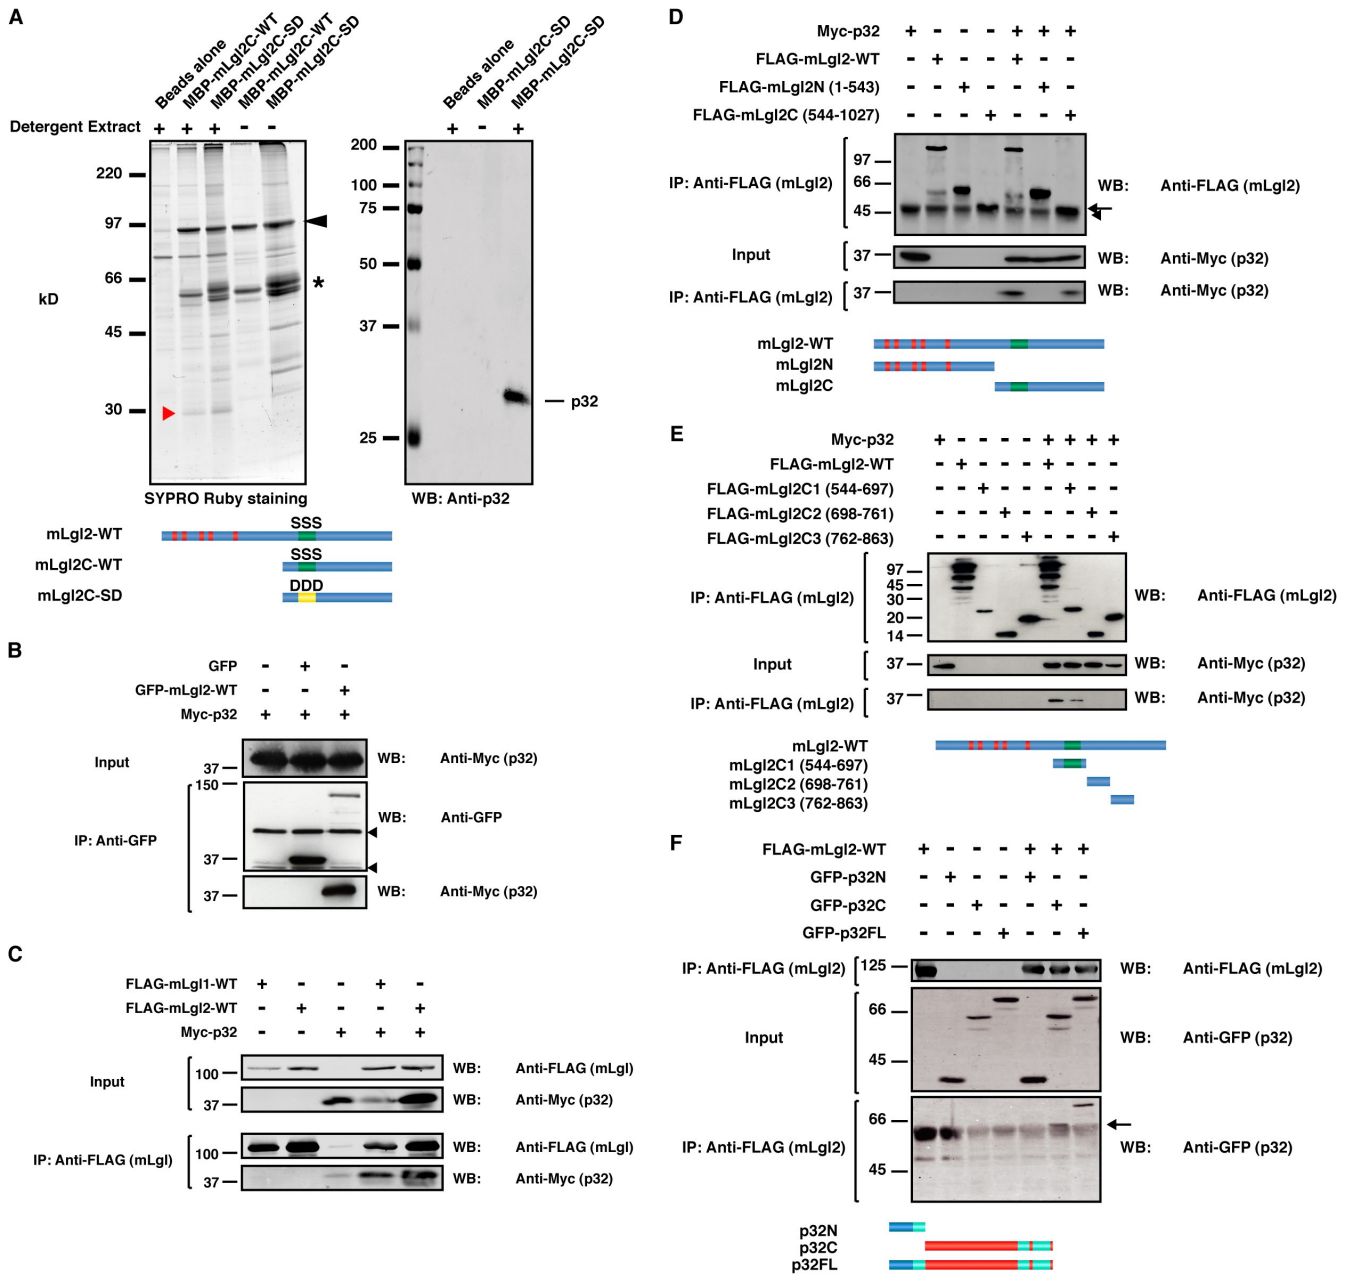 A
Beads alone
MBP-mLgl2C-WT
MBP-mLgl2C-SD
MBP-mLgl2C-WT
MBP-mLgl2C-SD
Detergent Extract + + + - -
220
97
66
45
30
kD
*
SYPRO Ruby staining
Beads alone
MBP-mLgl2C-SD
MBP-mLgl2C-SD
+ - +
200
100
75
50
37
25
p32
WB: Anti-p32
SSS
mLgl2-WT
SSS
mLgl2C-WT
DDD
mLgl2C-SD
B
GFP - + -
GFP-mLgl2-WT - - +
Myc-p32 + + +
Input 37 WB: Anti-Myc (p32)
150
IP: Anti-GFP WB: Anti-GFP
37
37 WB: Anti-Myc (p32)
C
FLAG-mLgl1-WT + - - + -
FLAG-mLgl2-WT - + - - +
Myc-p32 - - + + +
Input
100 WB: Anti-FLAG (mLgl)
37 WB: Anti-Myc (p32)
IP: Anti-FLAG (mLgl)
100 WB: Anti-FLAG (mLgl)
37 WB: Anti-Myc (p32)
D
Myc-p32 + - - - + + +
FLAG-mLgl2-WT - + - - + - -
FLAG-mLgl2N (1-543) - - + - - + -
FLAG-mLgl2C (544-1027) - - - + - - +
97
IP: Anti-FLAG (mLgl2) 66 WB: Anti-FLAG (mLgl2)
45
Input 37 WB: Anti-Myc (p32)
IP: Anti-FLAG (mLgl2) 37 WB: Anti-Myc (p32)
mLgl2-WT
mLgl2N
mLgl2C
E
Myc-p32 + - - - - + + + +
FLAG-mLgl2-WT - + - - - + - - -
FLAG-mLgl2C1 (544-697) - - + - - - + - -
FLAG-mLgl2C2 (698-761) - - - + - - - + -
FLAG-mLgl2C3 (762-863) - - - - + - - - +
97
45
IP: Anti-FLAG (mLgl2) 30 WB: Anti-FLAG (mLgl2)
20
14
Input 37 WB: Anti-Myc (p32)
IP: Anti-FLAG (mLgl2) 37 WB: Anti-Myc (p32)
mLgl2-WT
mLgl2C1 (544-697)
mLgl2C2 (698-761)
mLgl2C3 (762-863)
F
FLAG-mLgl2-WT + - - - + + +
GFP-p32N - + - - + - -
GFP-p32C - - + - - + -
GFP-p32FL - - - + - - +
IP: Anti-FLAG (mLgl2) 125 WB: Anti-FLAG (mLgl2)
66
Input WB: Anti-GFP (p32)
45
66
IP: Anti-FLAG (mLgl2) WB: Anti-GFP (p32)
45
p32N
p32C
p32FL